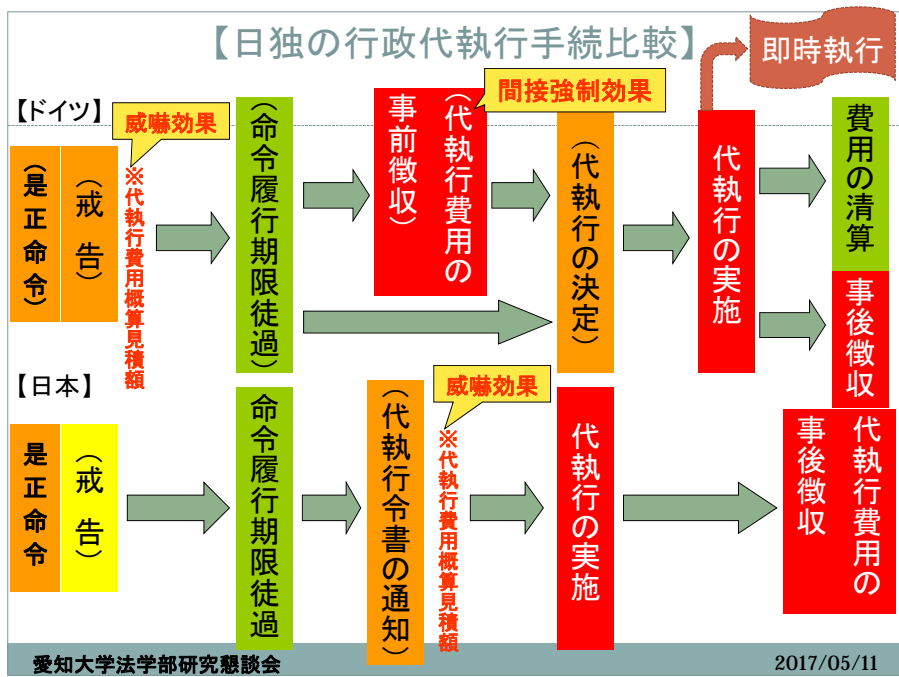 【日独の行政代執行手続比較】
即時執行
【ドイツ】
威嚇効果
間接強制効果
(是正命令)
(戒告)
※代執行費用概算見積額
(命令履行期限徒過)
(代執行費用の
事前徴収)
(代執行の決定)
代執行の実施
費用の清算
事後徴収
【日本】
威嚇効果
是正命令
(戒告)
命令履行期限徒過
(代執行令書の通知)
※代執行費用概算見積額
代執行の実施
代執行費用の
事後徴収
愛知大学法学部研究懇談会
2017/05/11